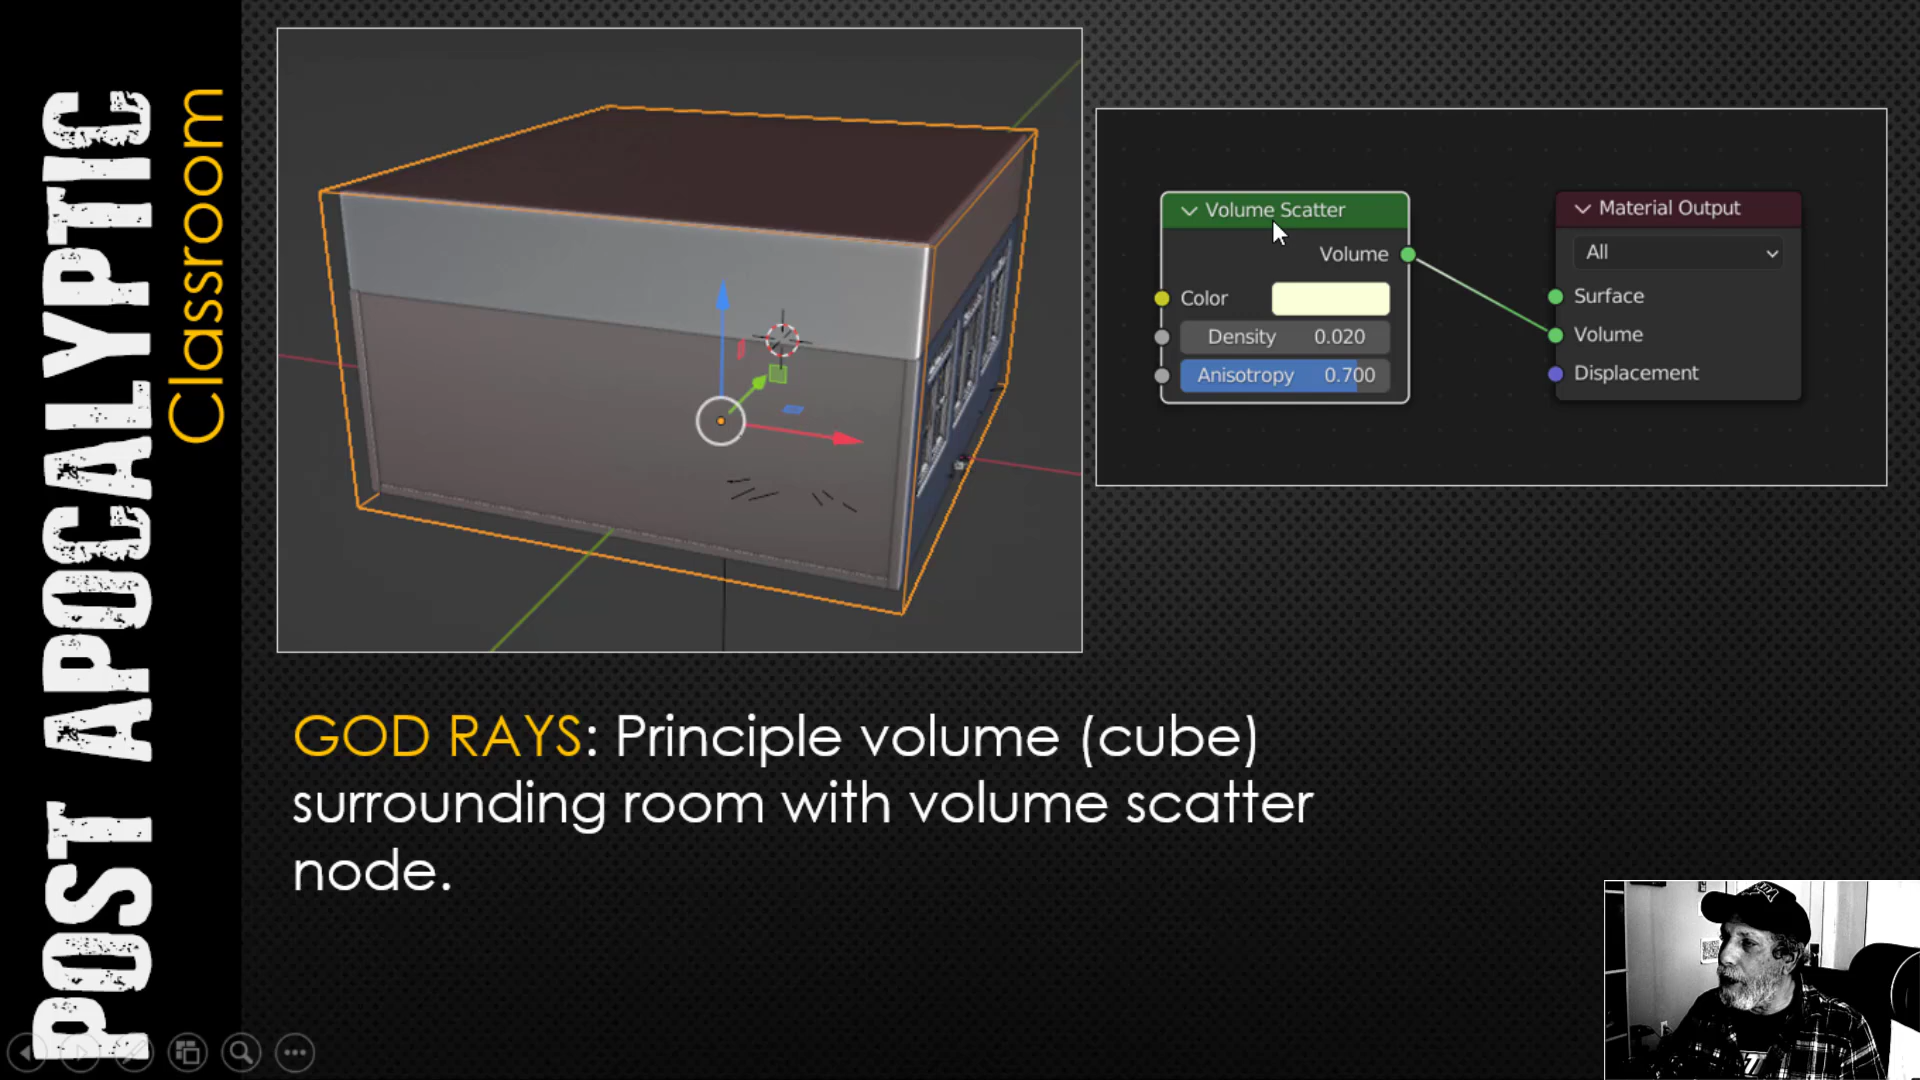 POST APOCALYPTIC
Classroom
Volume Scatter
Volume
Color
Density 0.020
Anisotropy 0.700
Material Output
All
Surface
Volume
Displacement
GOD RAYS: Principle volume (cube)
surrounding room with volume scatter
node.